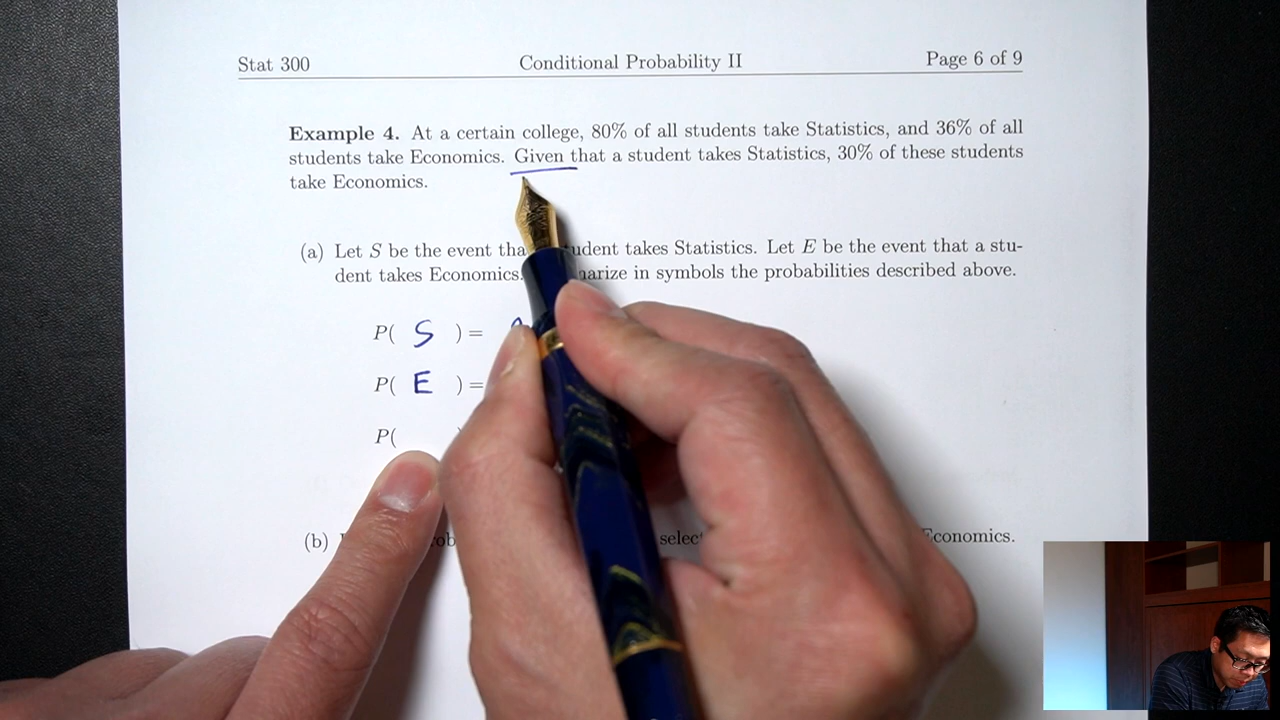 Stat 300 Conditional Probability II Page 6 of 9
Example 4. At a certain college, 80% of all students take Statistics, and 36% of all
students take Economics. Given that a student takes Statistics, 30% of these students
take Economics.
(a) Let S be the event tha udent takes Statistics. Let E be the event that a stu-
dent takes Economics. arize in symbols the probabilities described above.
P( S ) =
P( E ) =
P(
(b) selec Economics.